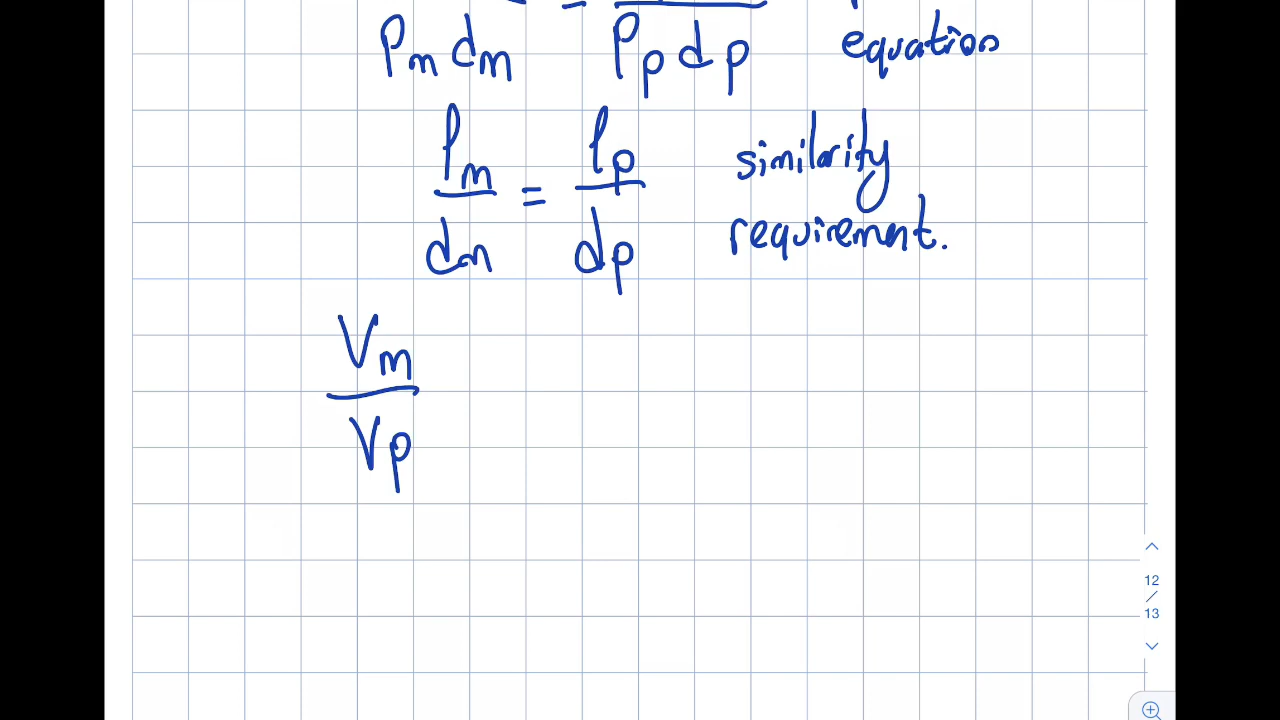 =
ρm dm ρp dp equation
lm / dm = lp / dp similarity
requirement.
Vm / Vp
12
/
13